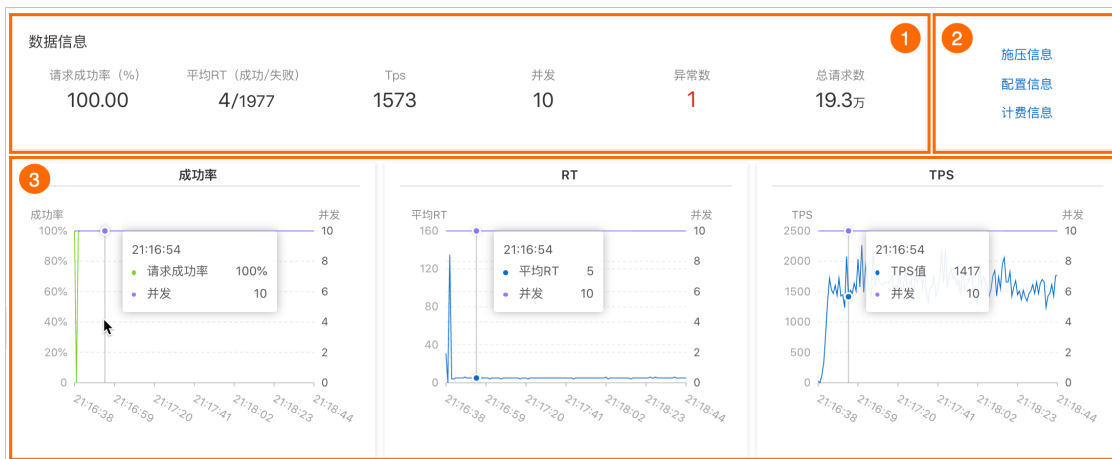 数据信息
1
请求成功率（%） 平均RT（成功/失败） Tps 并发 异常数 总请求数
100.00 4/1977 1573 10 1 19.3万
2
施压信息
配置信息
计费信息
3
成功率
成功率 并发
100% 10
80% 8
60% 6
40% 4
20% 2
0 0
21:16:54
请求成功率 100%
并发 10
21:16:38 21:16:59 21:17:20 21:17:41 21:18:02 21:18:23 21:18:44
RT
平均RT 并发
160 10
120 8
80 6
40 4
0 2
0
21:16:54
平均RT 5
并发 10
21:16:38 21:16:59 21:17:20 21:17:41 21:18:02 21:18:23 21:18:44
TPS
TPS 并发
2500 10
2000 8
1500 6
1000 4
500 2
0 0
21:16:54
TPS值 1417
并发 10
21:16:38 21:16:59 21:17:20 21:17:41 21:18:02 21:18:23 21:18:44